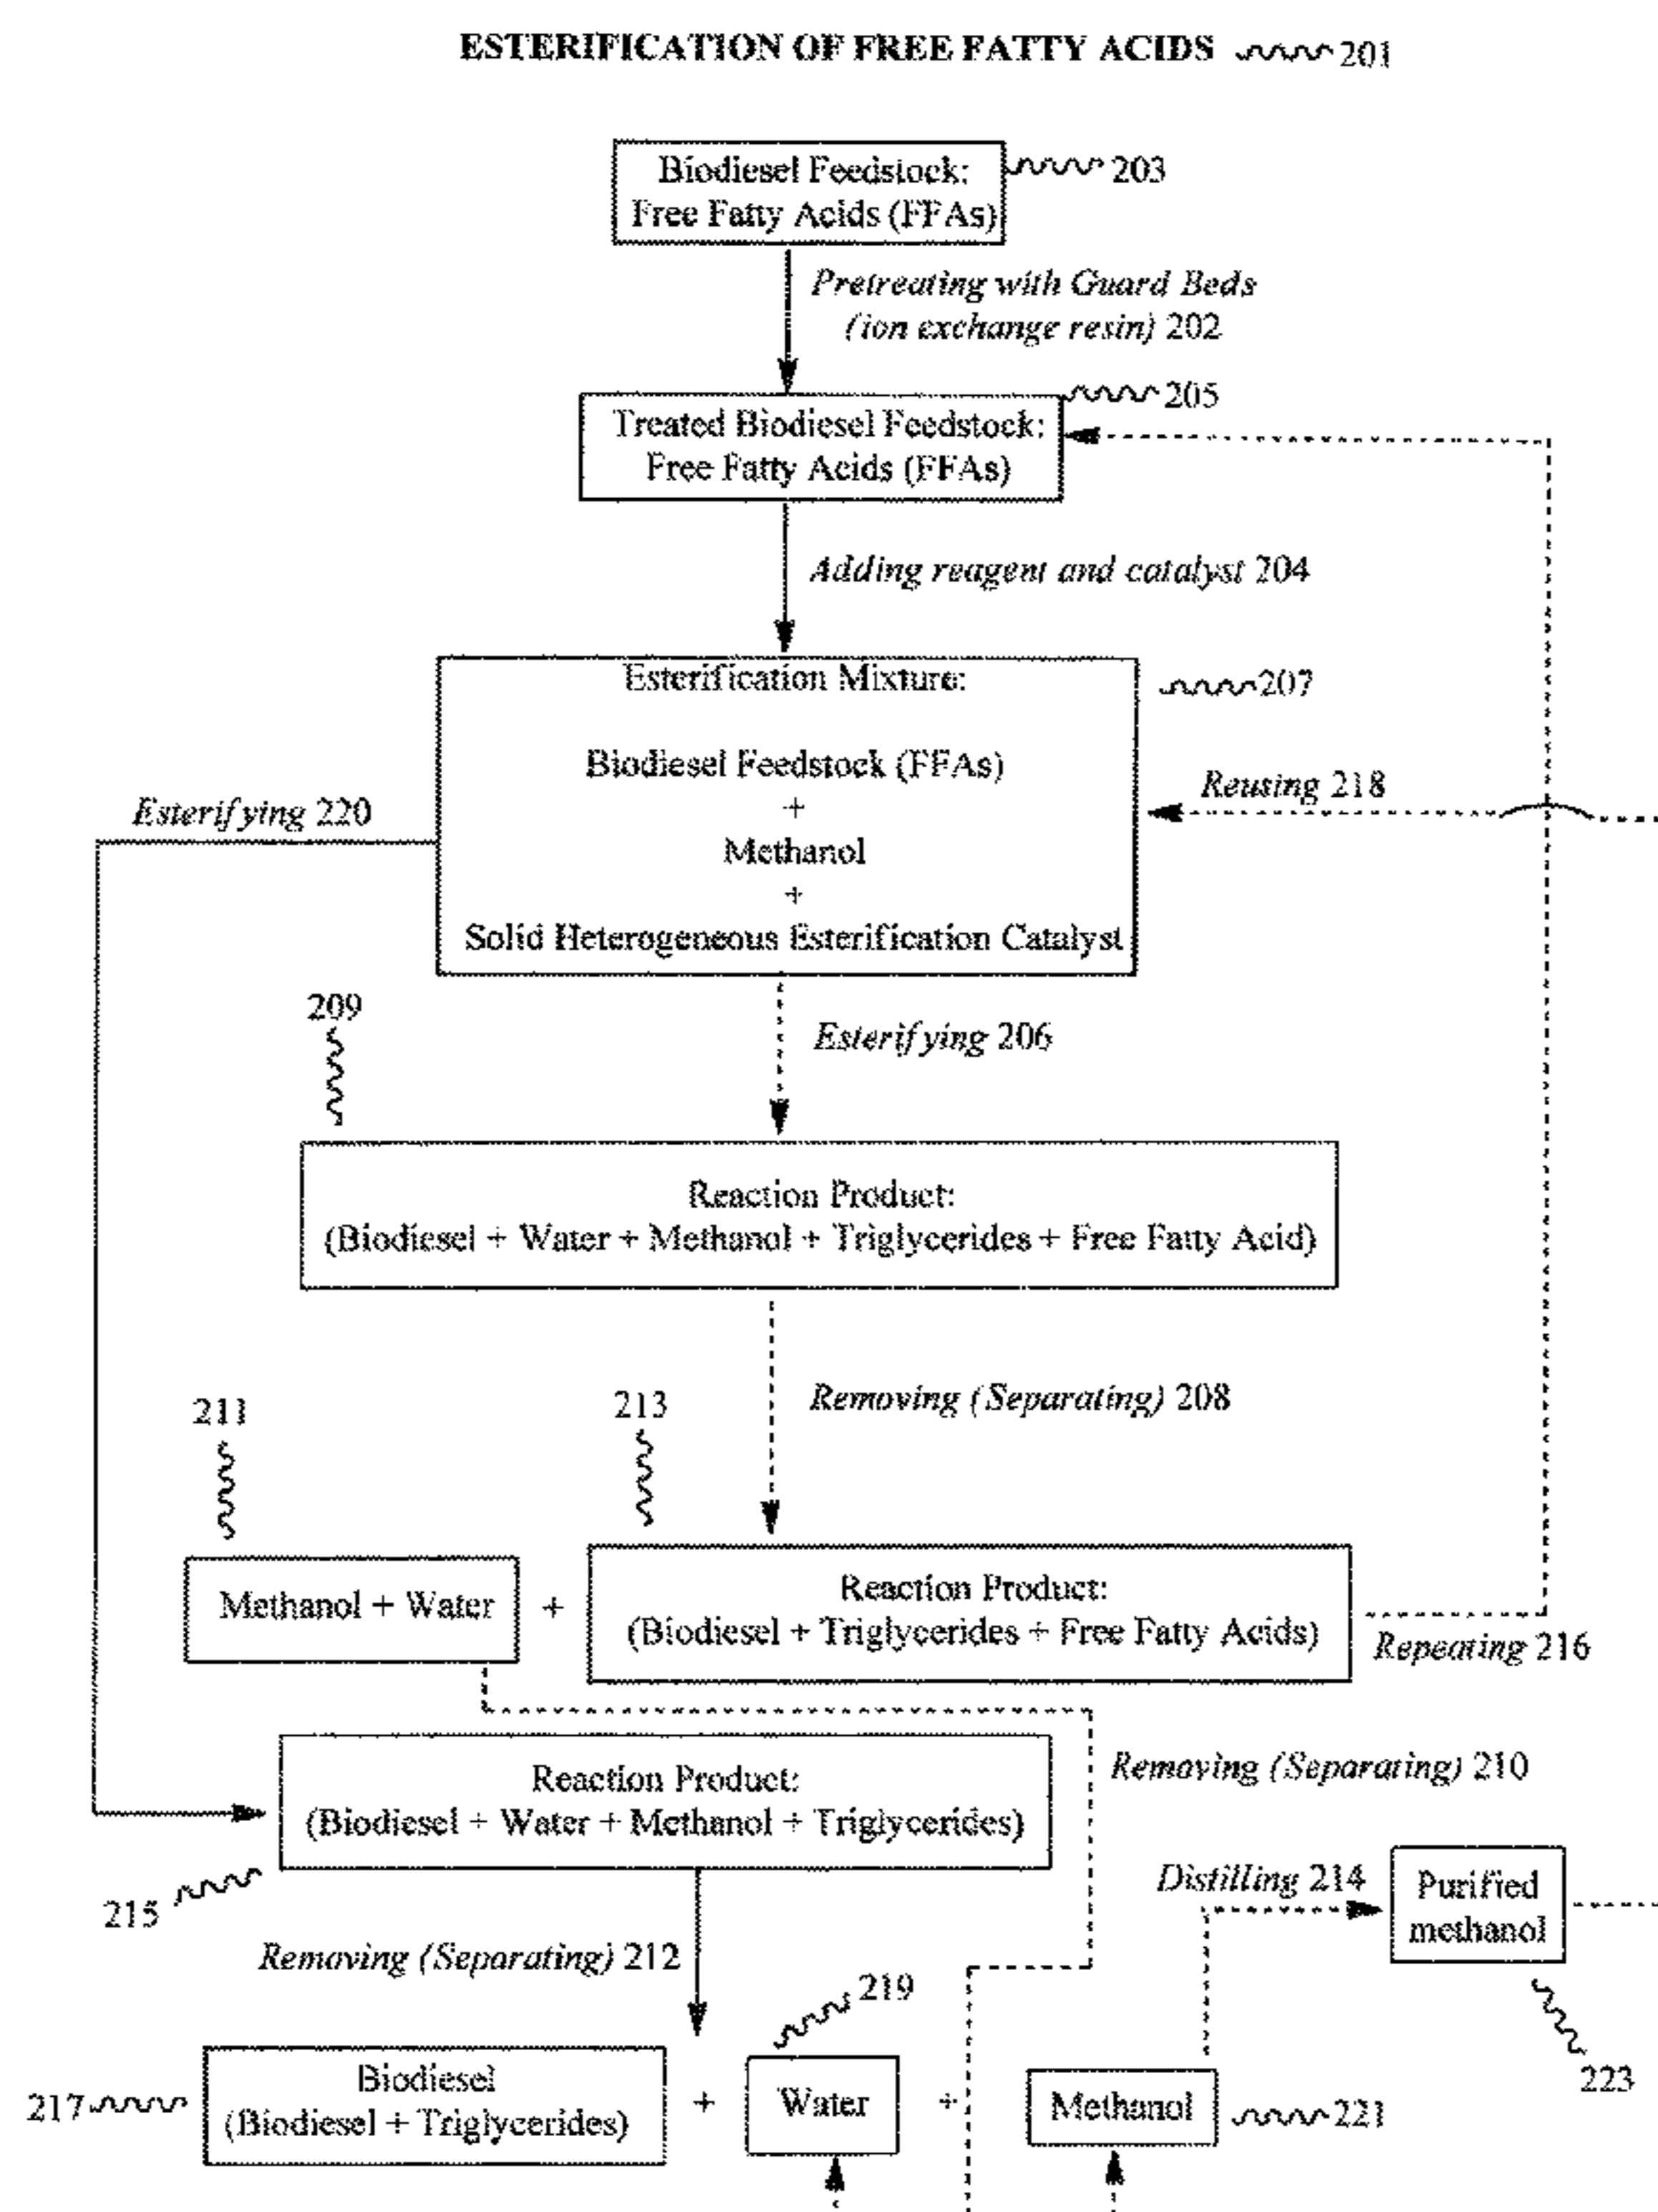 ESTERIFICATION OF FREE FATTY ACIDS 201
Biodiesel Feedstock:
Free Fatty Acids (FFAs)
203
Pretreating with Guard Beds
(ion exchange resin) 202
205
Treated Biodiesel Feedstock:
Free Fatty Acids (FFAs)
Adding reagent and catalyst 204
Esterification Mixture:
207
Biodiesel Feedstock (FFAs)
+
Methanol
+
Solid Heterogeneous Esterification Catalyst
Reusing 218
Esterifying 220
209
Esterifying 206
Reaction Product:
(Biodiesel + Water + Methanol + Triglycerides + Free Fatty Acid)
Removing (Separating) 208
211
213
Methanol + Water
+
Reaction Product:
(Biodiesel + Triglycerides + Free Fatty Acids)
Repeating 216
Reaction Product:
(Biodiesel + Water + Methanol + Triglycerides)
Removing (Separating) 210
215
Removing (Separating) 212
Distilling 214
Purified
methanol
219
223
217
Biodiesel
(Biodiesel + Triglycerides)
+
Water
+
Methanol
221